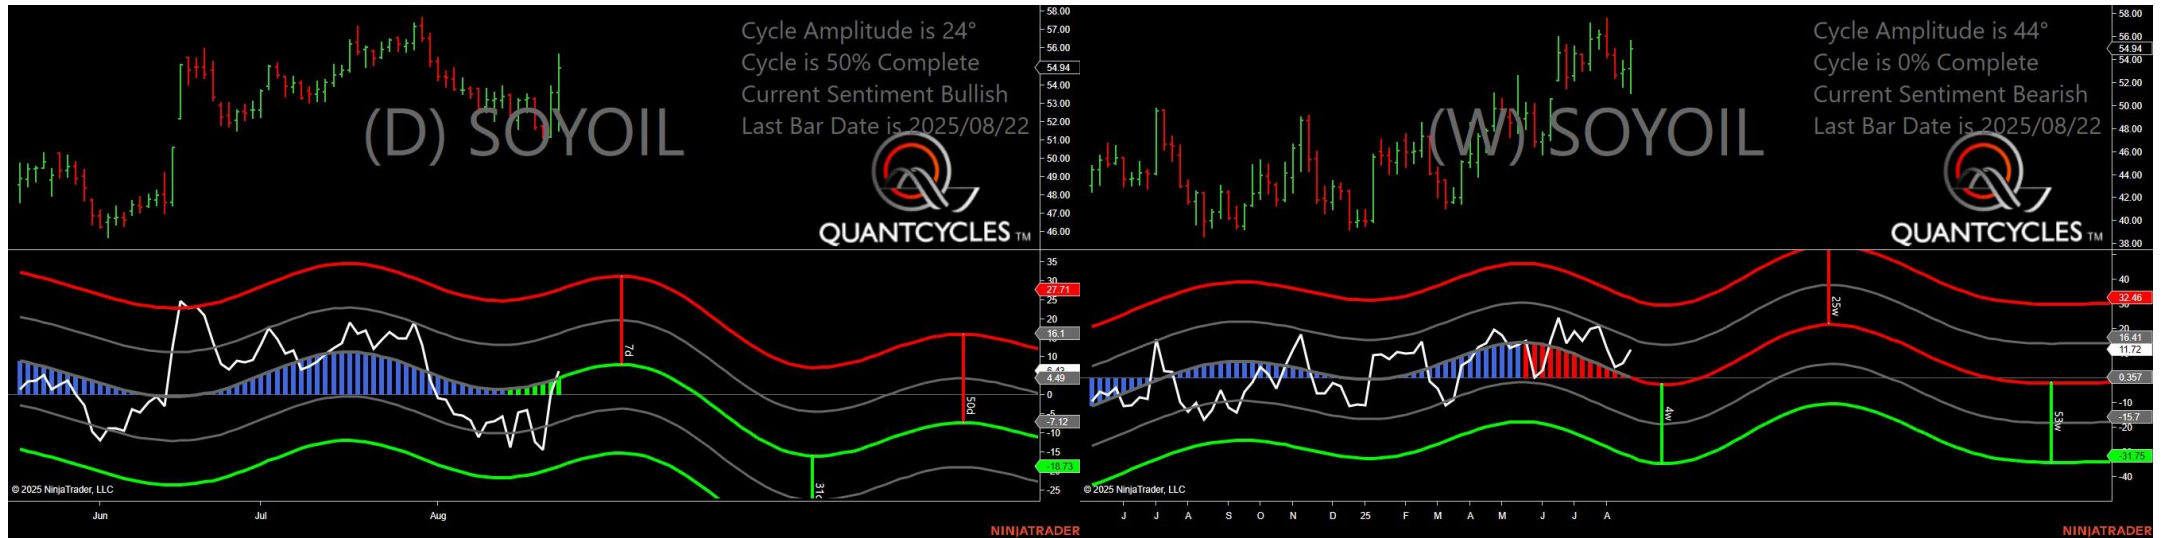 Cycle Amplitude is 24°
Cycle is 50% Complete
Current Sentiment Bullish
Last Bar Date is 2025/08/22
(D) SOYOIL
QUANTCYCLES TM
58.00
57.00
56.00
54.94
53.00
52.00
51.00
50.00
49.00
48.00
47.00
46.00
35
30
27.71
25
20
16.1
10
6.43
4.49
0
-5
-7.12
-10
-15
-18.73
-25
7d
31d
50d
© 2025 NinjaTrader, LLC
Jun
Jul
Aug
NINJATRADER
Cycle Amplitude is 44°
Cycle is 0% Complete
Current Sentiment Bearish
Last Bar Date is 2025/08/22
(W) SOYOIL
QUANTCYCLES TM
58.00
56.00
54.94
54.00
52.00
50.00
48.00
46.00
44.00
42.00
40.00
38.00
40
32.46
20
16.41
11.72
0.357
-10
-15.7
-20
-31.75
-40
25w
4w
53w
© 2025 NinjaTrader, LLC
J
J
A
S
O
N
D
25
F
M
A
M
J
J
A
NINJATRADER